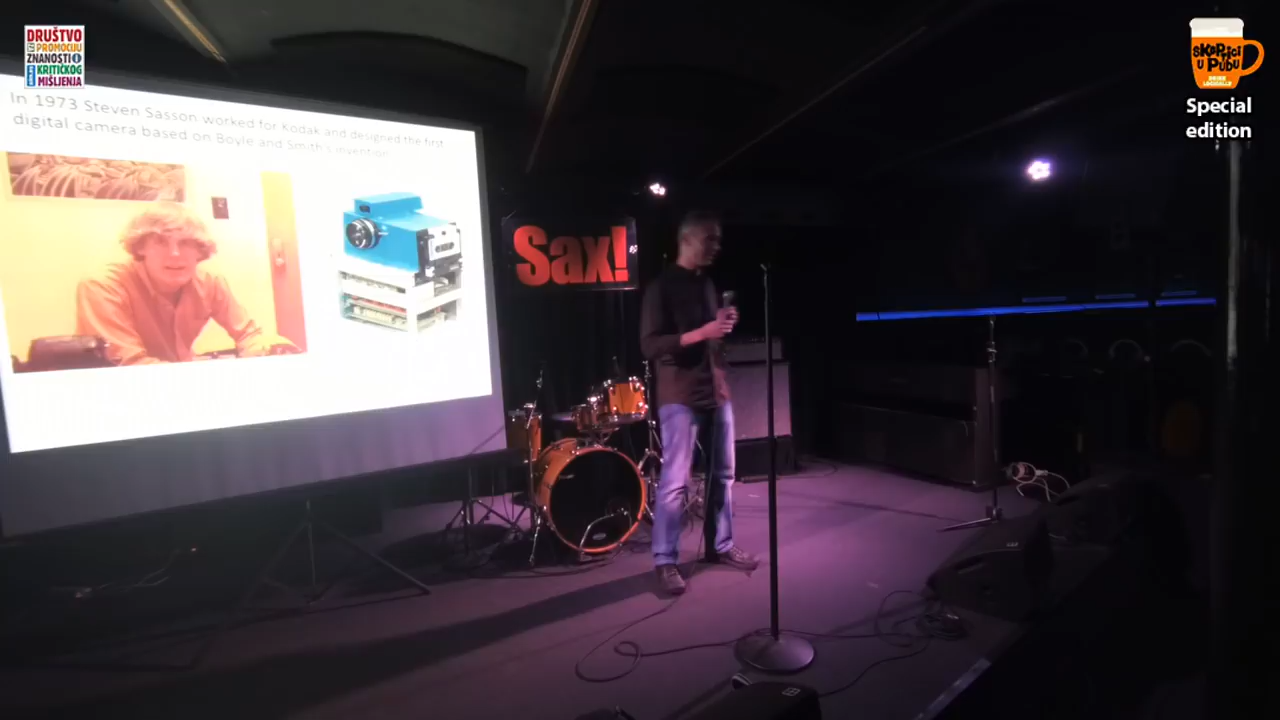 DRUŠTVO
ZA PROMOCIJU
ZNANOSTI I
KRITIČKOG
MIŠLJENJA
In 1973 Steven Sasson worked for Kodak and designed the first
digital camera based on Boyle and Smith's invention
Sax!
SKEPTICI
U PUBU
Special
edition